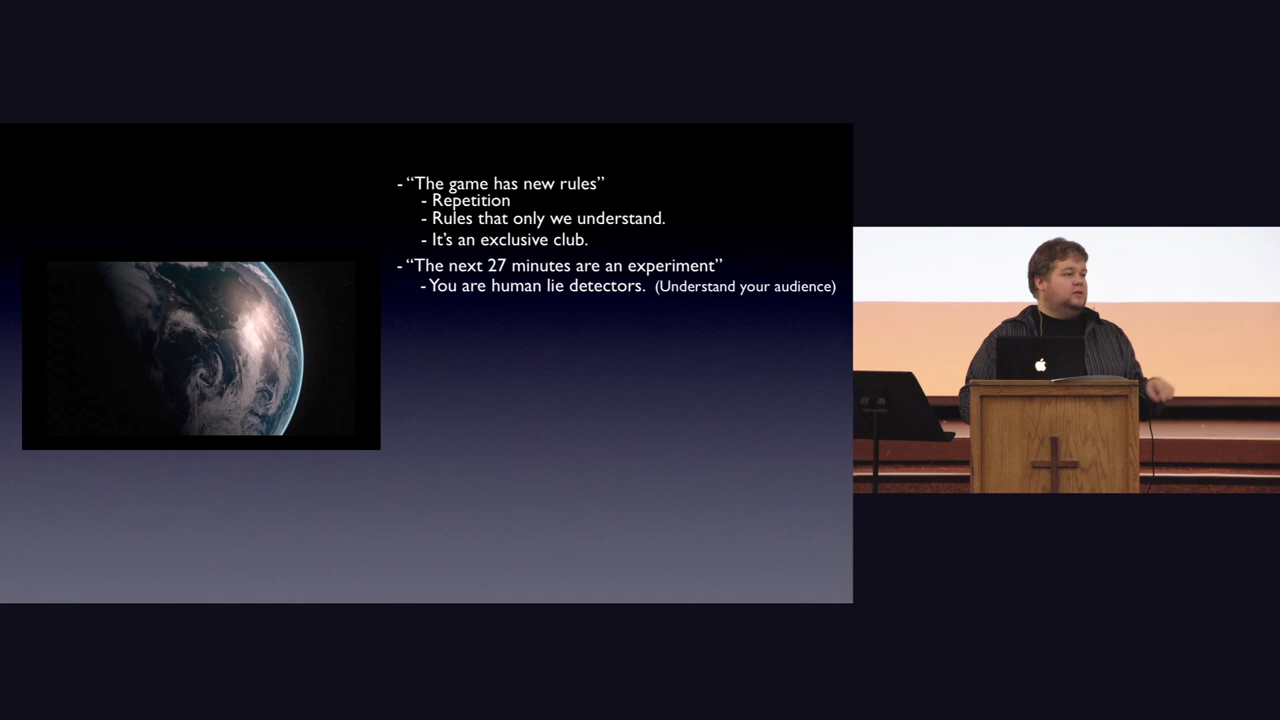 - “The game has new rules”
- Repetition
- Rules that only we understand.
- It’s an exclusive club.
- “The next 27 minutes are an experiment”
- You are human lie detectors. (Understand your audience)